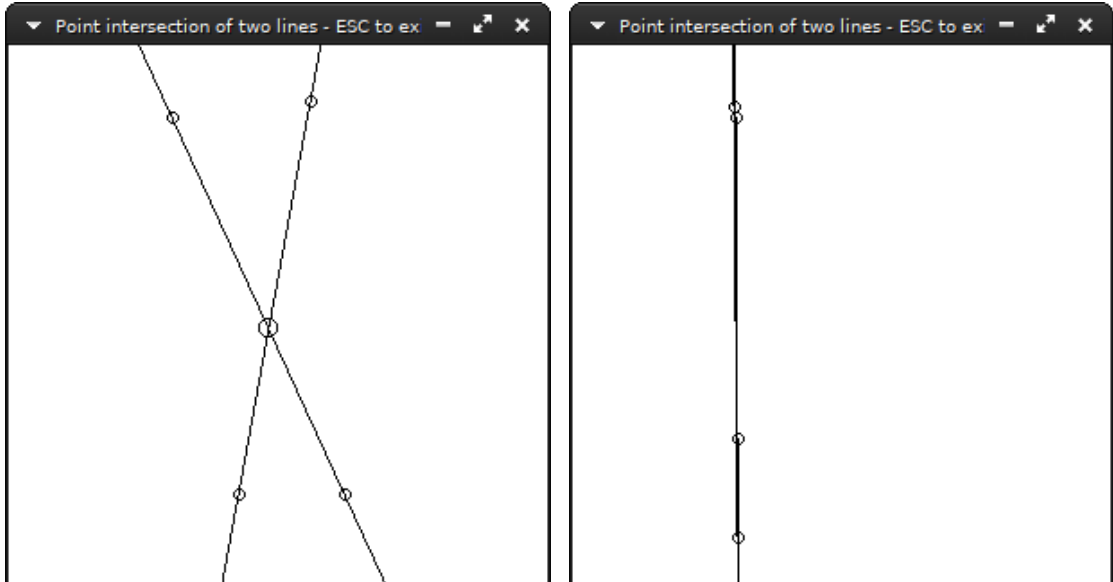 Point intersection of two lines - ESC to ex
Point intersection of two lines - ESC to ex